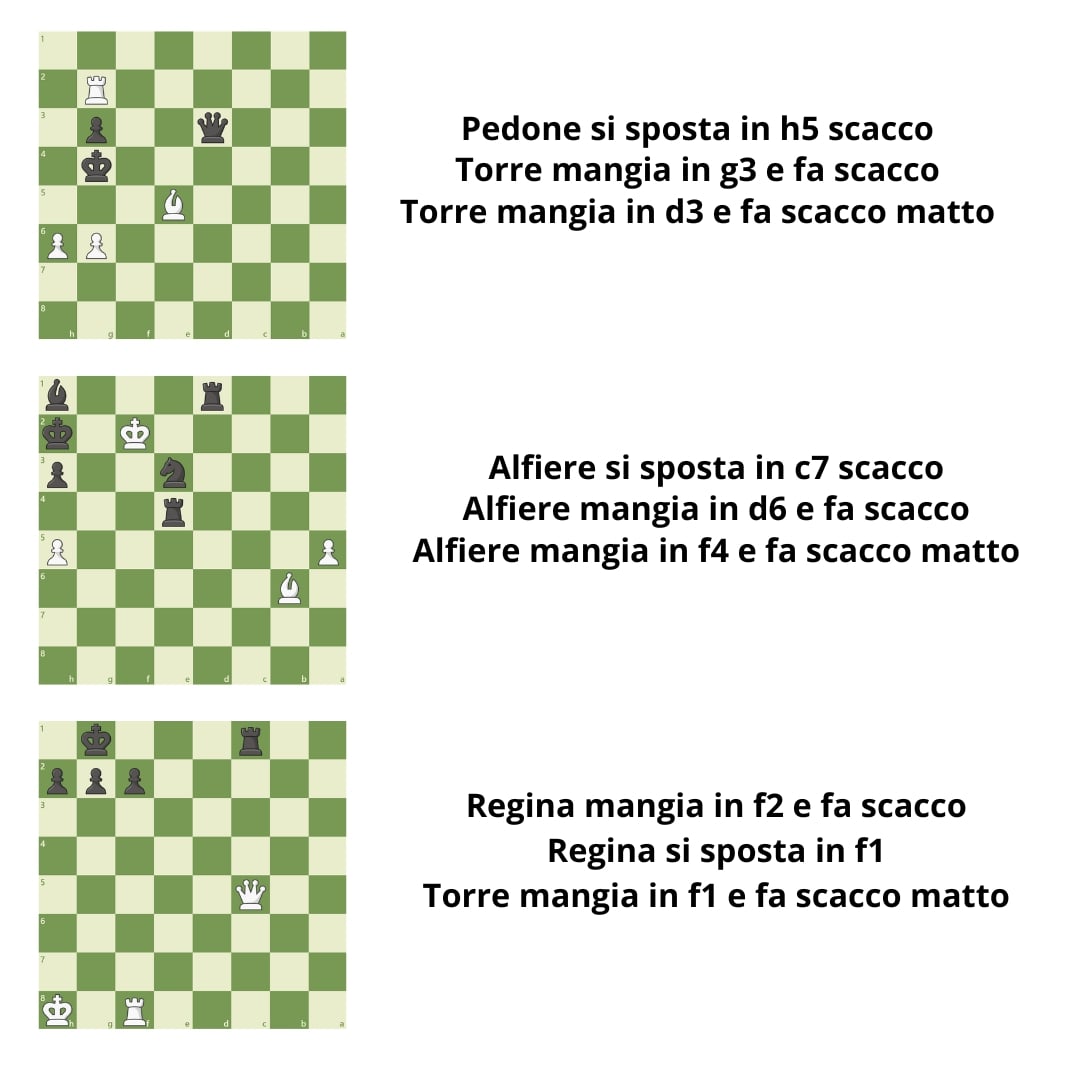 1
2
3
4
5
6
7
8
h g f e d c b a
Pedone si sposta in h5 scacco
Torre mangia in g3 e fa scacco
Torre mangia in d3 e fa scacco matto
1
2
3
4
5
6
7
8
h g f e d c b a
Alfiere si sposta in c7 scacco
Alfiere mangia in d6 e fa scacco
Alfiere mangia in f4 e fa scacco matto
1
2
3
4
5
6
7
8
h g f e d c b a
Regina mangia in f2 e fa scacco
Regina si sposta in f1
Torre mangia in f1 e fa scacco matto